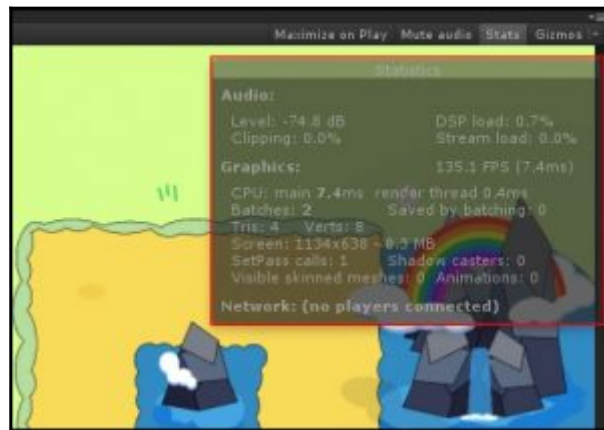 Maximize on Play Mute audio Stats Gizmos
Statistics
Audio:
Level: -74.8 dB DSP load: 0.7%
Clipping: 0.0% Stream load: 0.0%
Graphics: 135.1 FPS (7.4ms)
CPU: main 7.4ms render thread 0.4ms
Batches: 2 Saved by batching: 0
Tris: 4 Verts: 8
Screen: 1134x638 - 8.3 MB
SetPass calls: 1 Shadow casters: 0
Visible skinned meshes: 0 Animations: 0
Network: (no players connected)